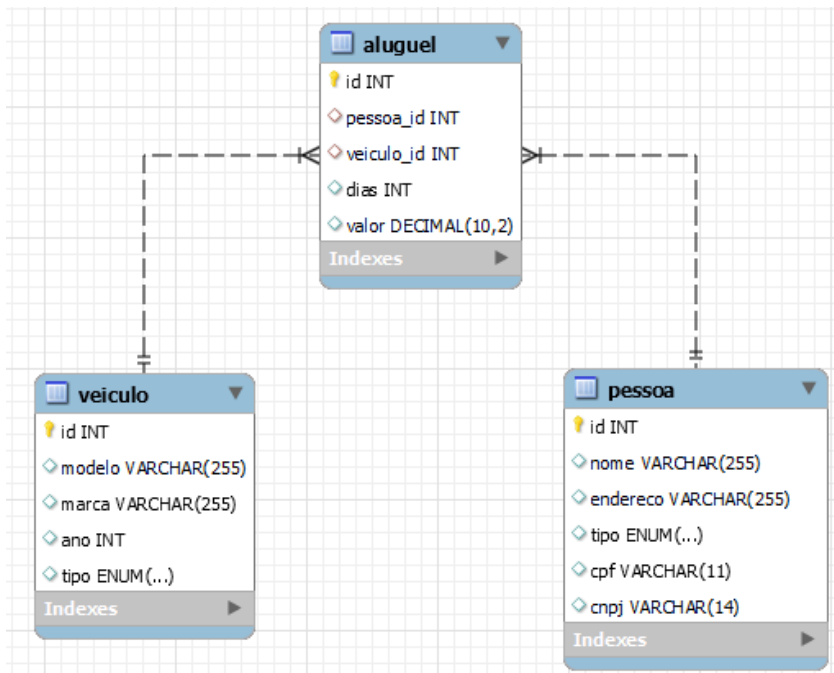 aluguel
id INT
pessoa_id INT
veiculo_id INT
dias INT
valor DECIMAL(10,2)
Indexes
veiculo
id INT
modelo VARCHAR(255)
marca VARCHAR(255)
ano INT
tipo ENUM(...)
Indexes
pessoa
id INT
nome VARCHAR(255)
endereco VARCHAR(255)
tipo ENUM(...)
cpf VARCHAR(11)
cnpj VARCHAR(14)
Indexes